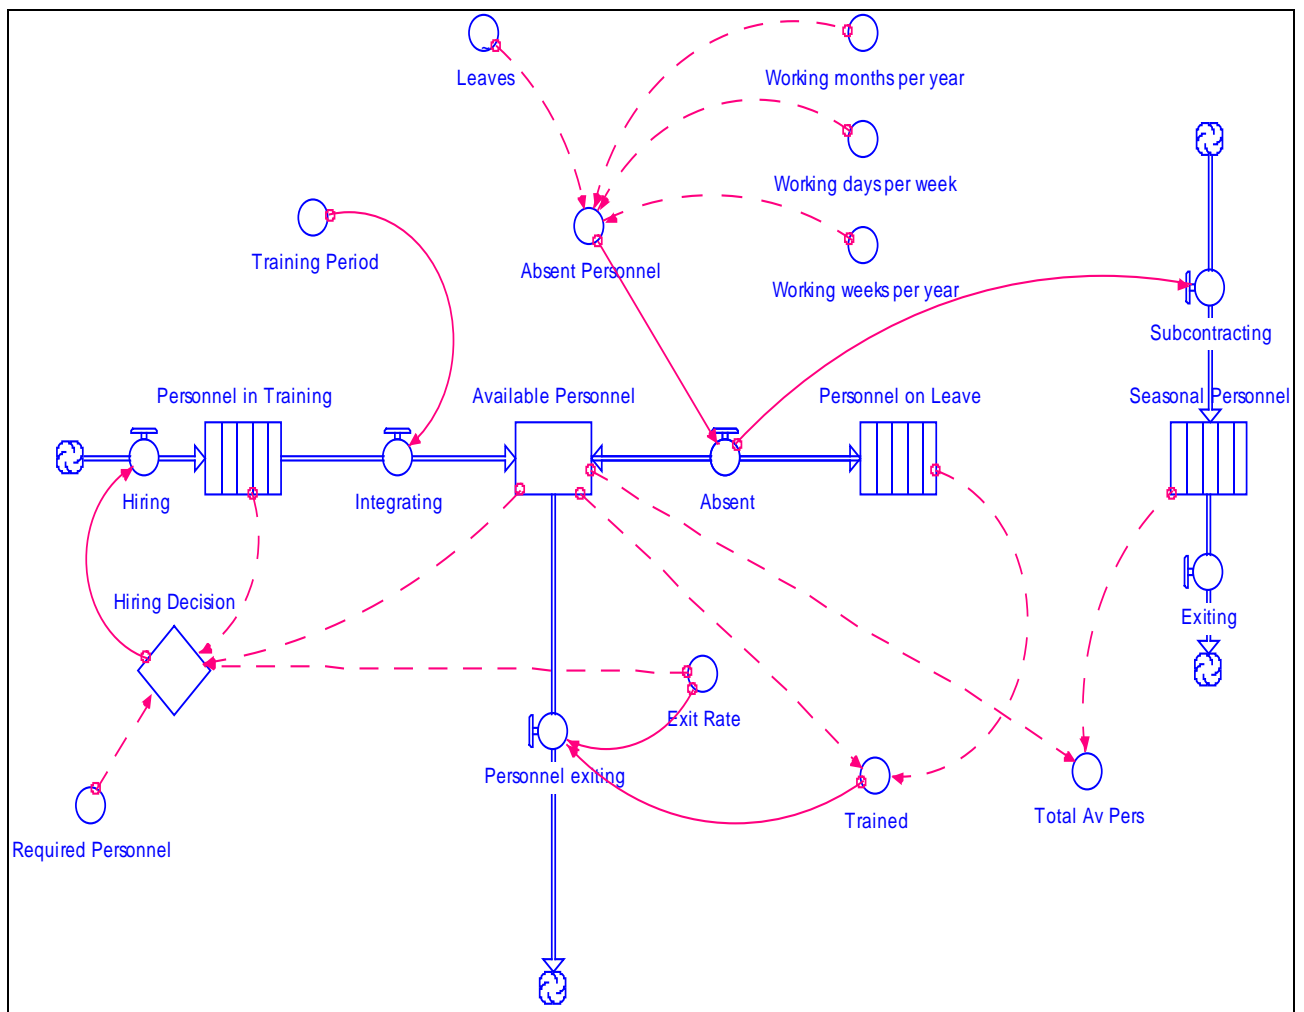 Leaves
Working months per year
Working days per week
Training Period
Absent Personnel
Working weeks per year
Subcontracting
Personnel in Training
Available Personnel
Personnel on Leave
Seasonal Personnel
Hiring
Integrating
Absent
Hiring Decision
Exiting
Exit Rate
Personnel exiting
Trained
Total Av Pers
Required Personnel